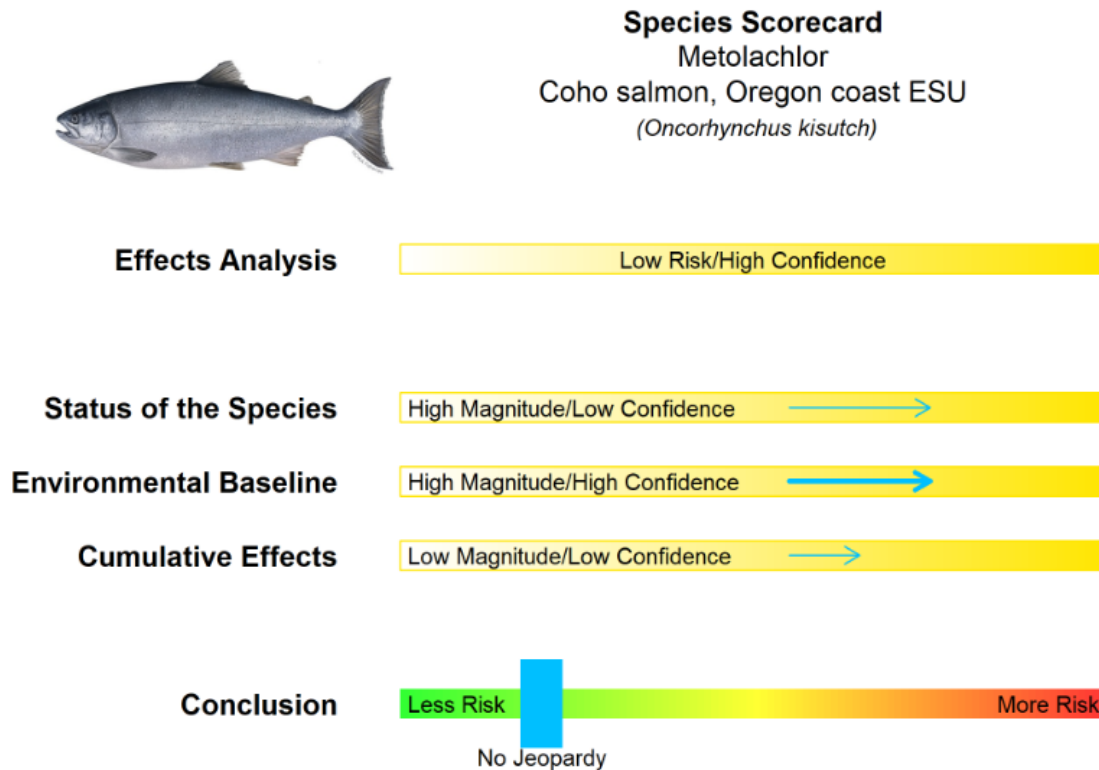 Species Scorecard
Metolachlor
Coho salmon, Oregon coast ESU
(Oncorhynchus kisutch)
Effects Analysis
Low Risk/High Confidence
Status of the Species
High Magnitude/Low Confidence
Environmental Baseline
High Magnitude/High Confidence
Cumulative Effects
Low Magnitude/Low Confidence
Conclusion
Less Risk
More Risk
No Jeopardy